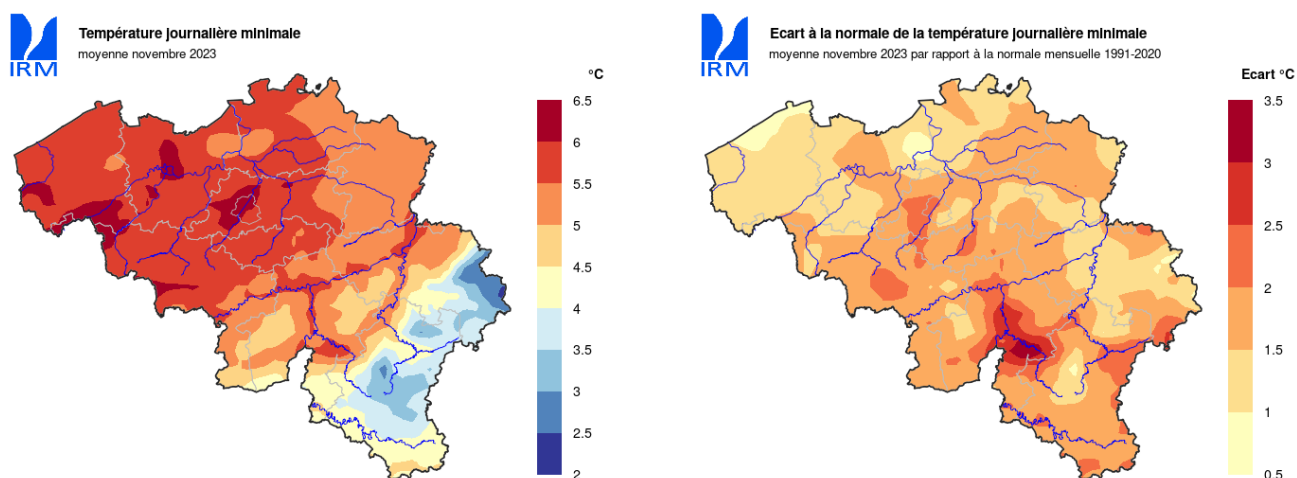 Température journalière minimale
moyenne novembre 2023
IRM
°C
6.5
6
5.5
5
4.5
4
3.5
3
2.5
2
Ecart à la normale de la température journalière minimale
moyenne novembre 2023 par rapport à la normale mensuelle 1991-2020
IRM
Ecart °C
3.5
3
2.5
2
1.5
1
0.5